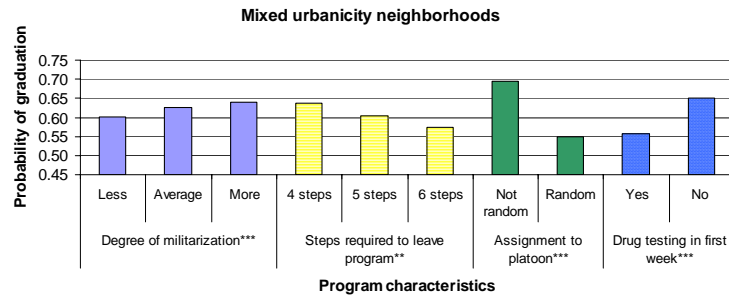 Mixed urbanicity neighborhoods
Probability of graduation
0.75
0.70
0.65
0.60
0.55
0.50
0.45
Less Average More 4 steps 5 steps 6 steps Not random Random Yes No
Degree of militarization*** Steps required to leave program** Assignment to platoon*** Drug testing in first week***
Program characteristics